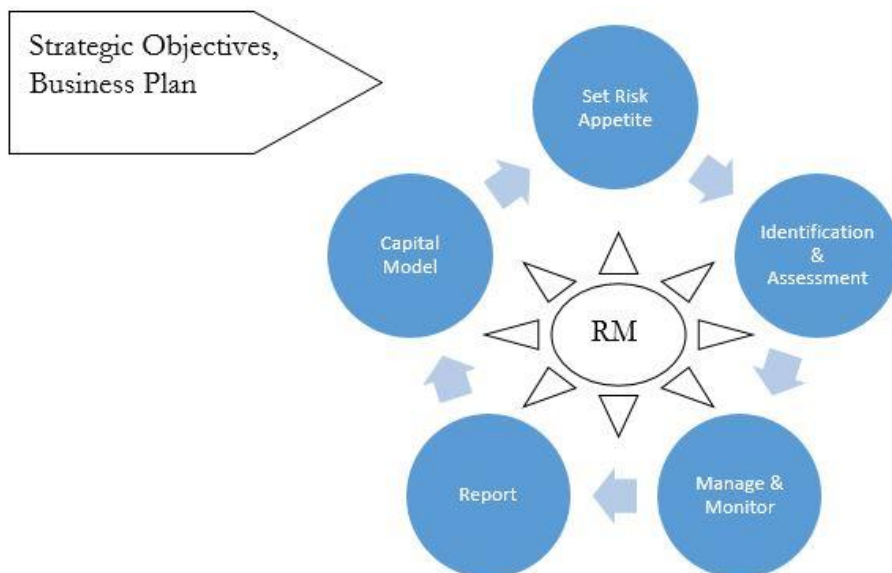 Strategic Objectives,
Business Plan
Set Risk
Appetite
Identification
&
Assessment
Manage &
Monitor
Report
Capital
Model
RM